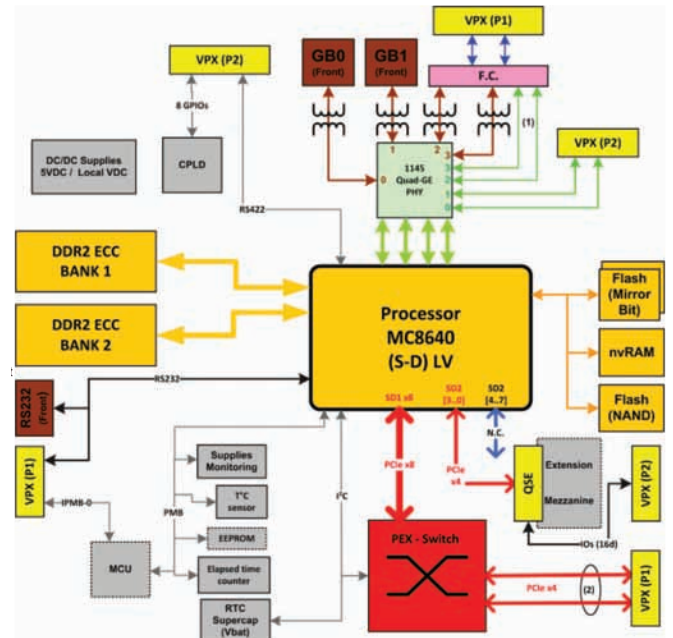 VPX (P1)
VPX (P2)
GB0
(Front)
GB1
(Front)
F.C.
8 GPIOs
(1)
DC/DC Supplies
5VDC / Local VDC
CPLD
1
2
3
0
1145
Quad-GE
PHY
3
2
1
0
VPX (P2)
RS422
DDR2 ECC
BANK 1
DDR2 ECC
BANK 2
Processor
MC8640
(S-D) LV
Flash
(Mirror
Bit)
nvRAM
Flash
(NAND)
RS232
RS232
(Front)
SD1 x8
SD2
[3..0]
SD2
[4..7]
N.C.
VPX (P1)
IPMB-0
MCU
PMB
Supplies
Monitoring
T°C
sensor
EEPROM
Elapsed time
counter
RTC
Supercap
(Vbat)
I²C
PCIe x8
PCIe
x4
QSE
Extension
Mezzanine
VPX (P2)
IOs (16d)
PEX - Switch
PCIe x4
(2)
VPX (P1)